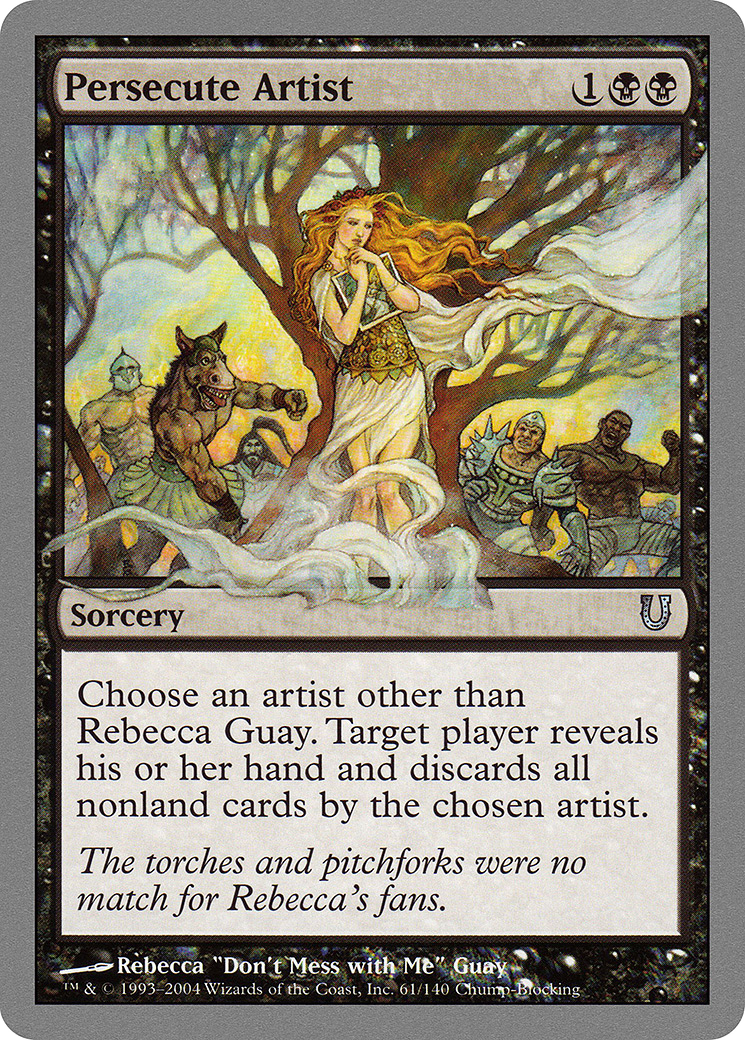 Persecute Artist 1
Sorcery
Choose an artist other than
Rebecca Guay. Target player reveals
his or her hand and discards all
nonland cards by the chosen artist.
The torches and pitchforks were no
match for Rebecca's fans.
Rebecca "Don't Mess with Me" Guay
™ & © 1993–2004 Wizards of the Coast, Inc. 61/140 Chump-Blocking